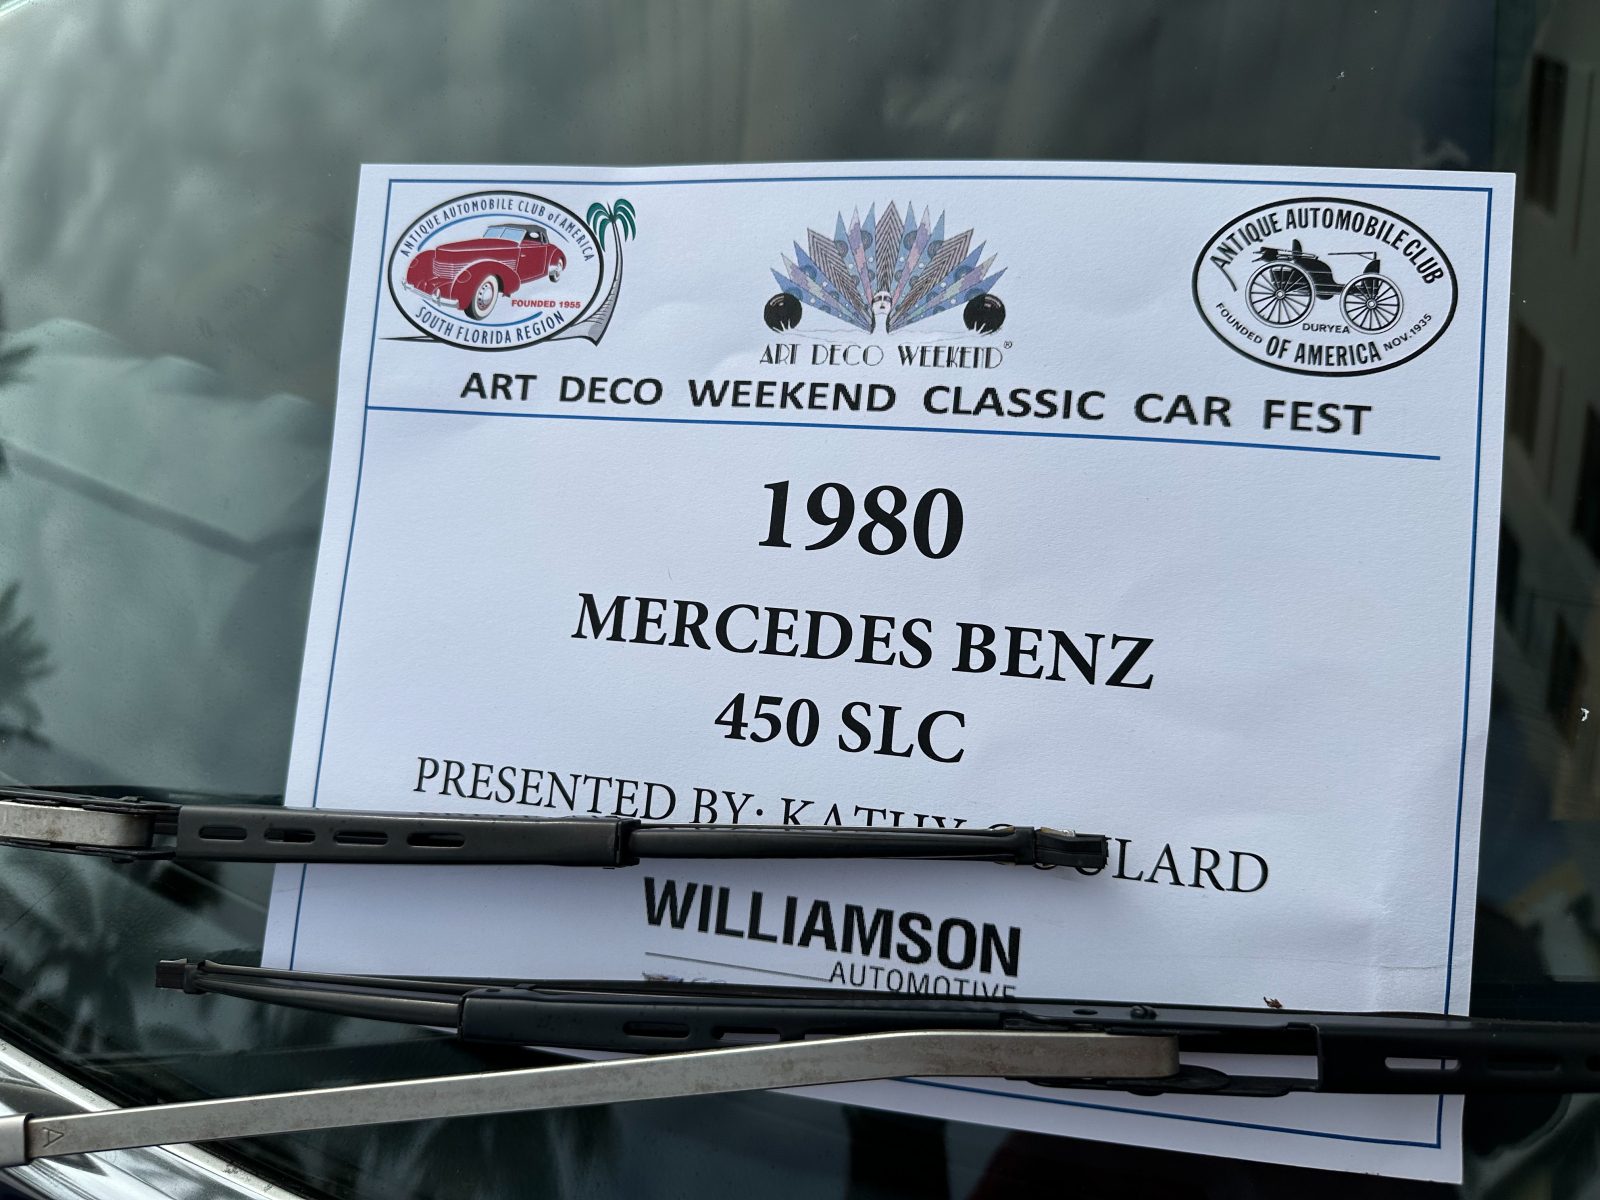 ANTIQUE AUTOMOBILE CLUB of AMERICA
FOUNDED 1955
SOUTH FLORIDA REGION
ART DECO WEEKEND®
ANTIQUE AUTOMOBILE CLUB
FOUNDED DURYEA NOV. 1935
OF AMERICA
ART DECO WEEKEND CLASSIC CAR FEST
1980
MERCEDES BENZ
450 SLC
PRESENTED BY: KATHY
WILLIAMSON
AUTOMOTIVE
A